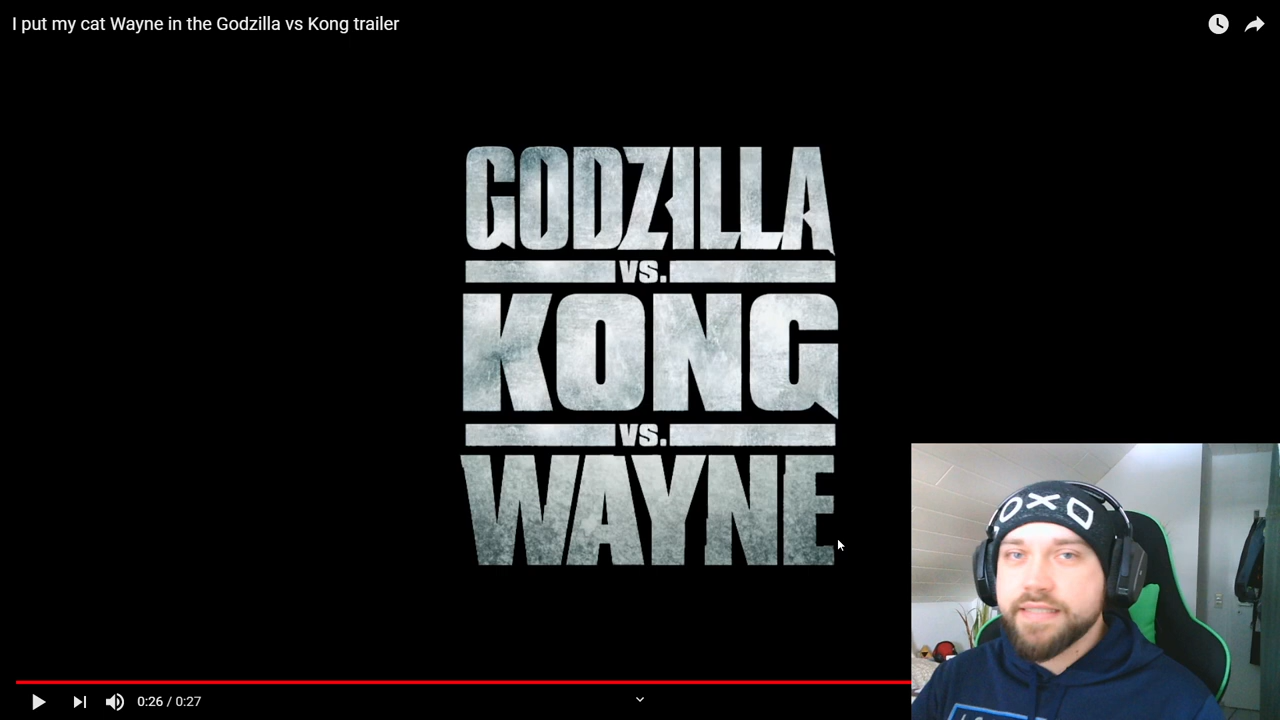 I put my cat Wayne in the Godzilla vs Kong trailer
GODZILLA
VS.
KONG
VS.
WAYNE
0:26 / 0:27